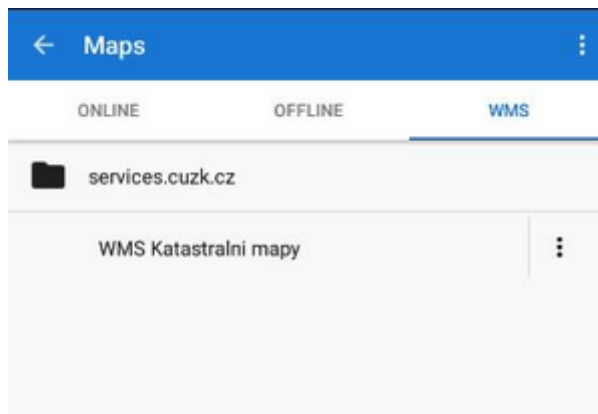 Maps
ONLINE OFFLINE WMS
services.cuzk.cz
WMS Katastralni mapy